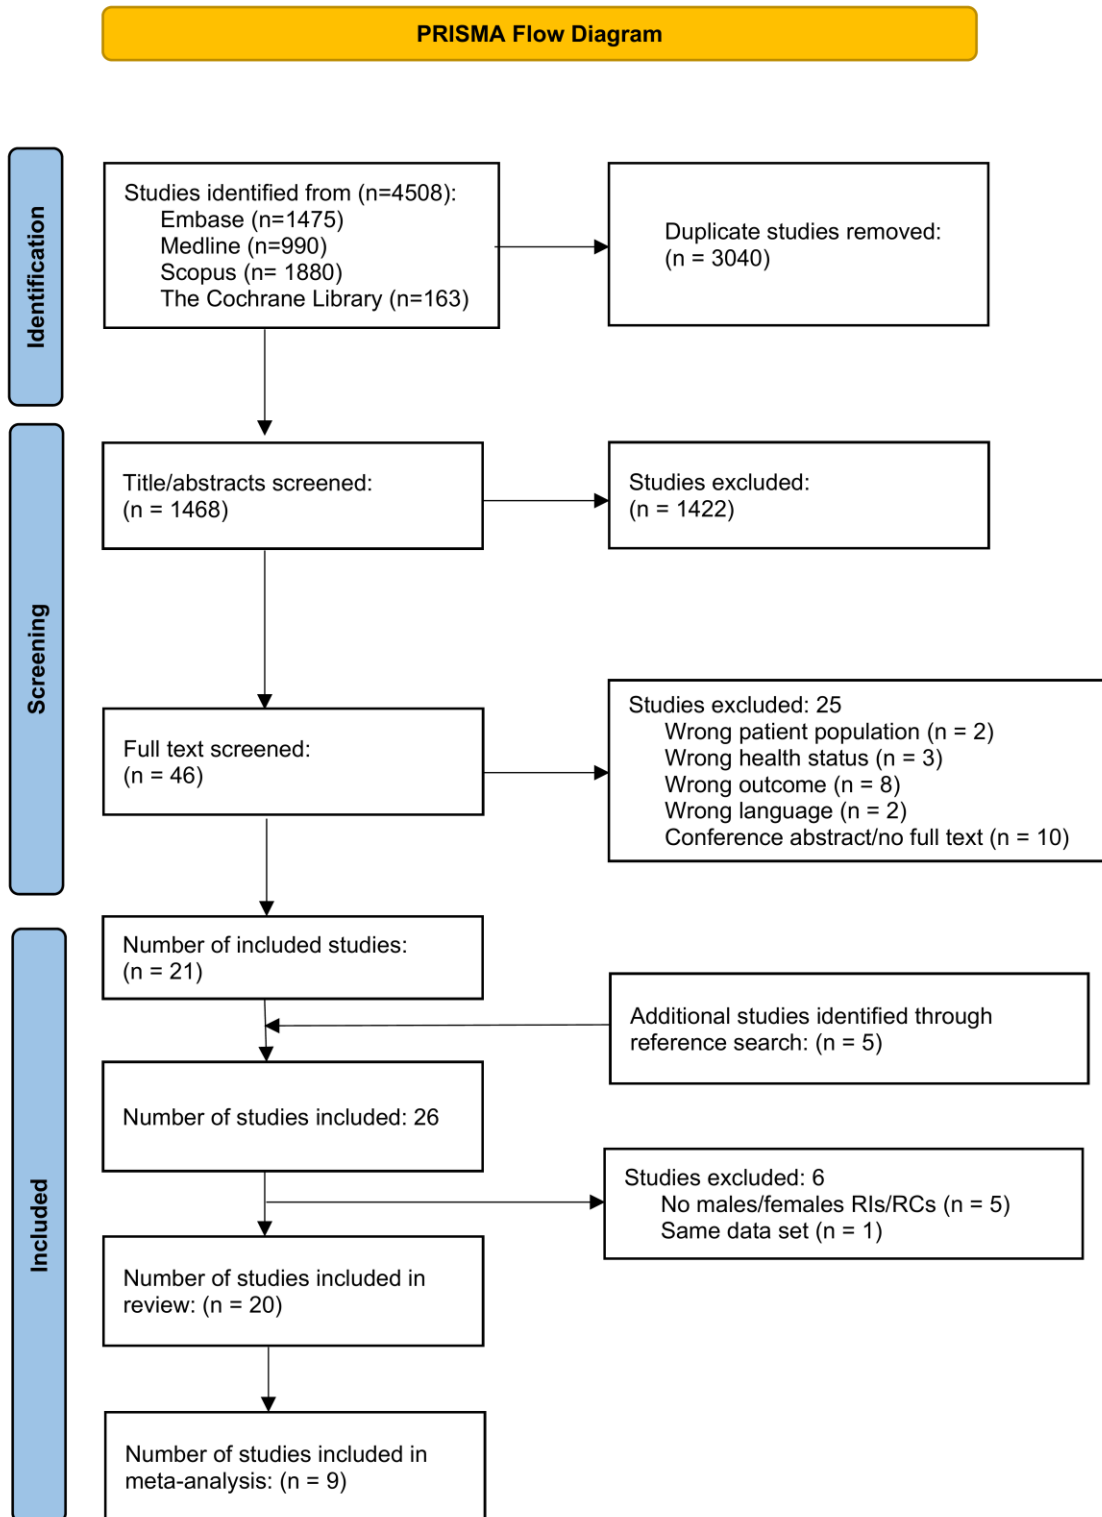 PRISMA Flow Diagram
Identification
Studies identified from (n=4508):
Embase (n=1475)
Medline (n=990)
Scopus (n= 1880)
The Cochrane Library (n=163)
Duplicate studies removed:
(n = 3040)
Screening
Title/abstracts screened:
(n = 1468)
Studies excluded:
(n = 1422)
Full text screened:
(n = 46)
Studies excluded: 25
Wrong patient population (n = 2)
Wrong health status (n = 3)
Wrong outcome (n = 8)
Wrong language (n = 2)
Conference abstract/no full text (n = 10)
Included
Number of included studies:
(n = 21)
Additional studies identified through
reference search: (n = 5)
Number of studies included: 26
Studies excluded: 6
No males/females RIs/RCs (n = 5)
Same data set (n = 1)
Number of studies included in
review: (n = 20)
Number of studies included in
meta-analysis: (n = 9)